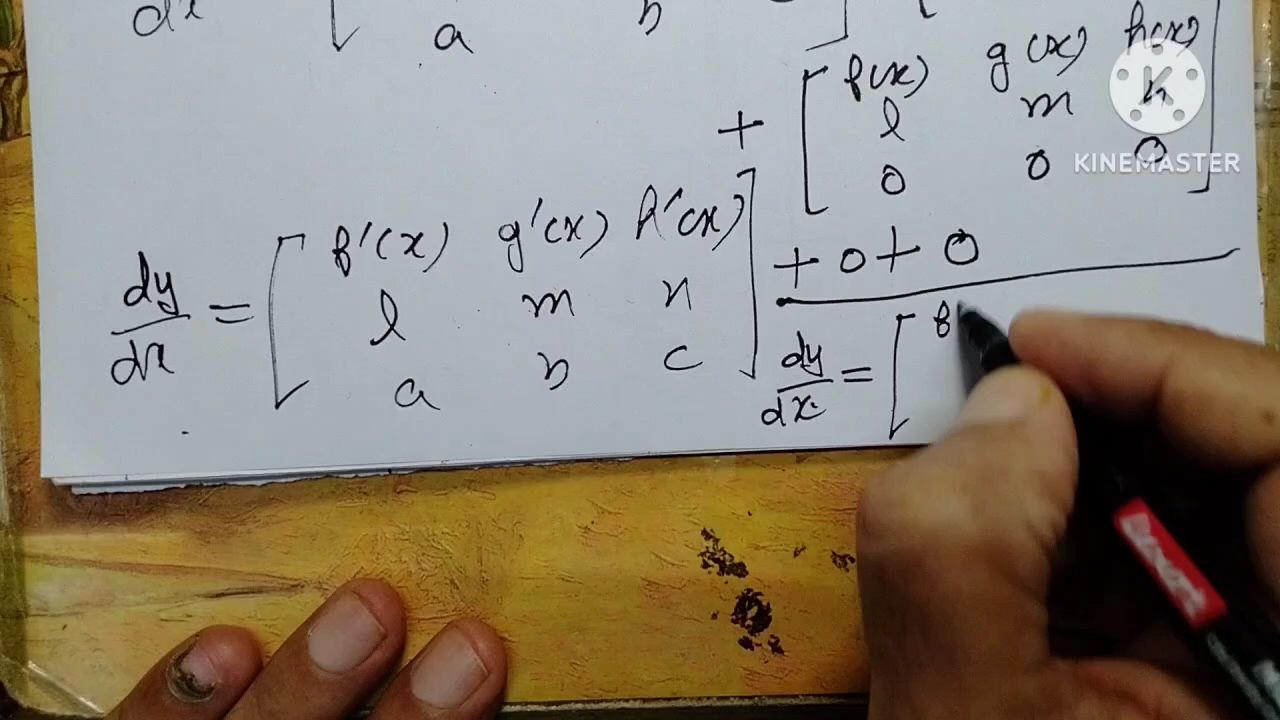 dx [ a b ]
f(x) g(x) h(x)
+ l m n
0 0 0
KINEMASTER
f'(x) g'(x) h'(x)
+ 0 + 0
dy/dx = l m n
a b c
dy/dx = [ f